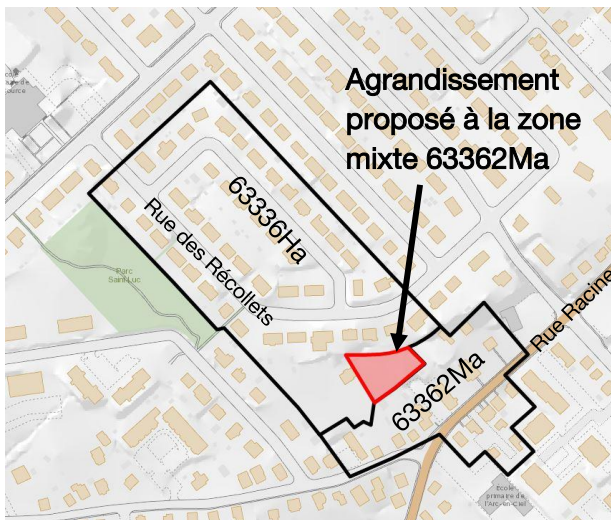 Agrandissement
proposé à la zone
mixte 63362Ma
63336Ha
Rue des Récollets
Parc
Saint-Luc
Rue Racine
63362Ma
École
primaire de
l'Arc-en-Ciel